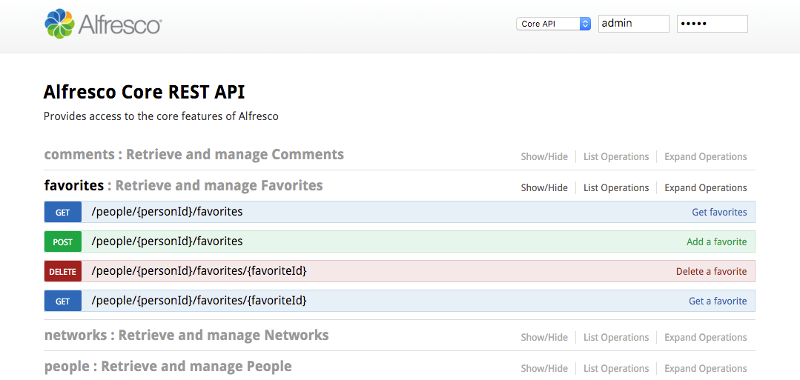 Alfresco Core API admin •••••
Alfresco Core REST API
Provides access to the core features of Alfresco
comments : Retrieve and manage Comments Show/Hide List Operations Expand Operations
favorites : Retrieve and manage Favorites Show/Hide List Operations Expand Operations
GET /people/{personId}/favorites Get favorites
POST /people/{personId}/favorites Add a favorite
DELETE /people/{personId}/favorites/{favoriteId} Delete a favorite
GET /people/{personId}/favorites/{favoriteId} Get a favorite
networks : Retrieve and manage Networks Show/Hide List Operations Expand Operations
people : Retrieve and manage People Show/Hide List Operations Expand Operations